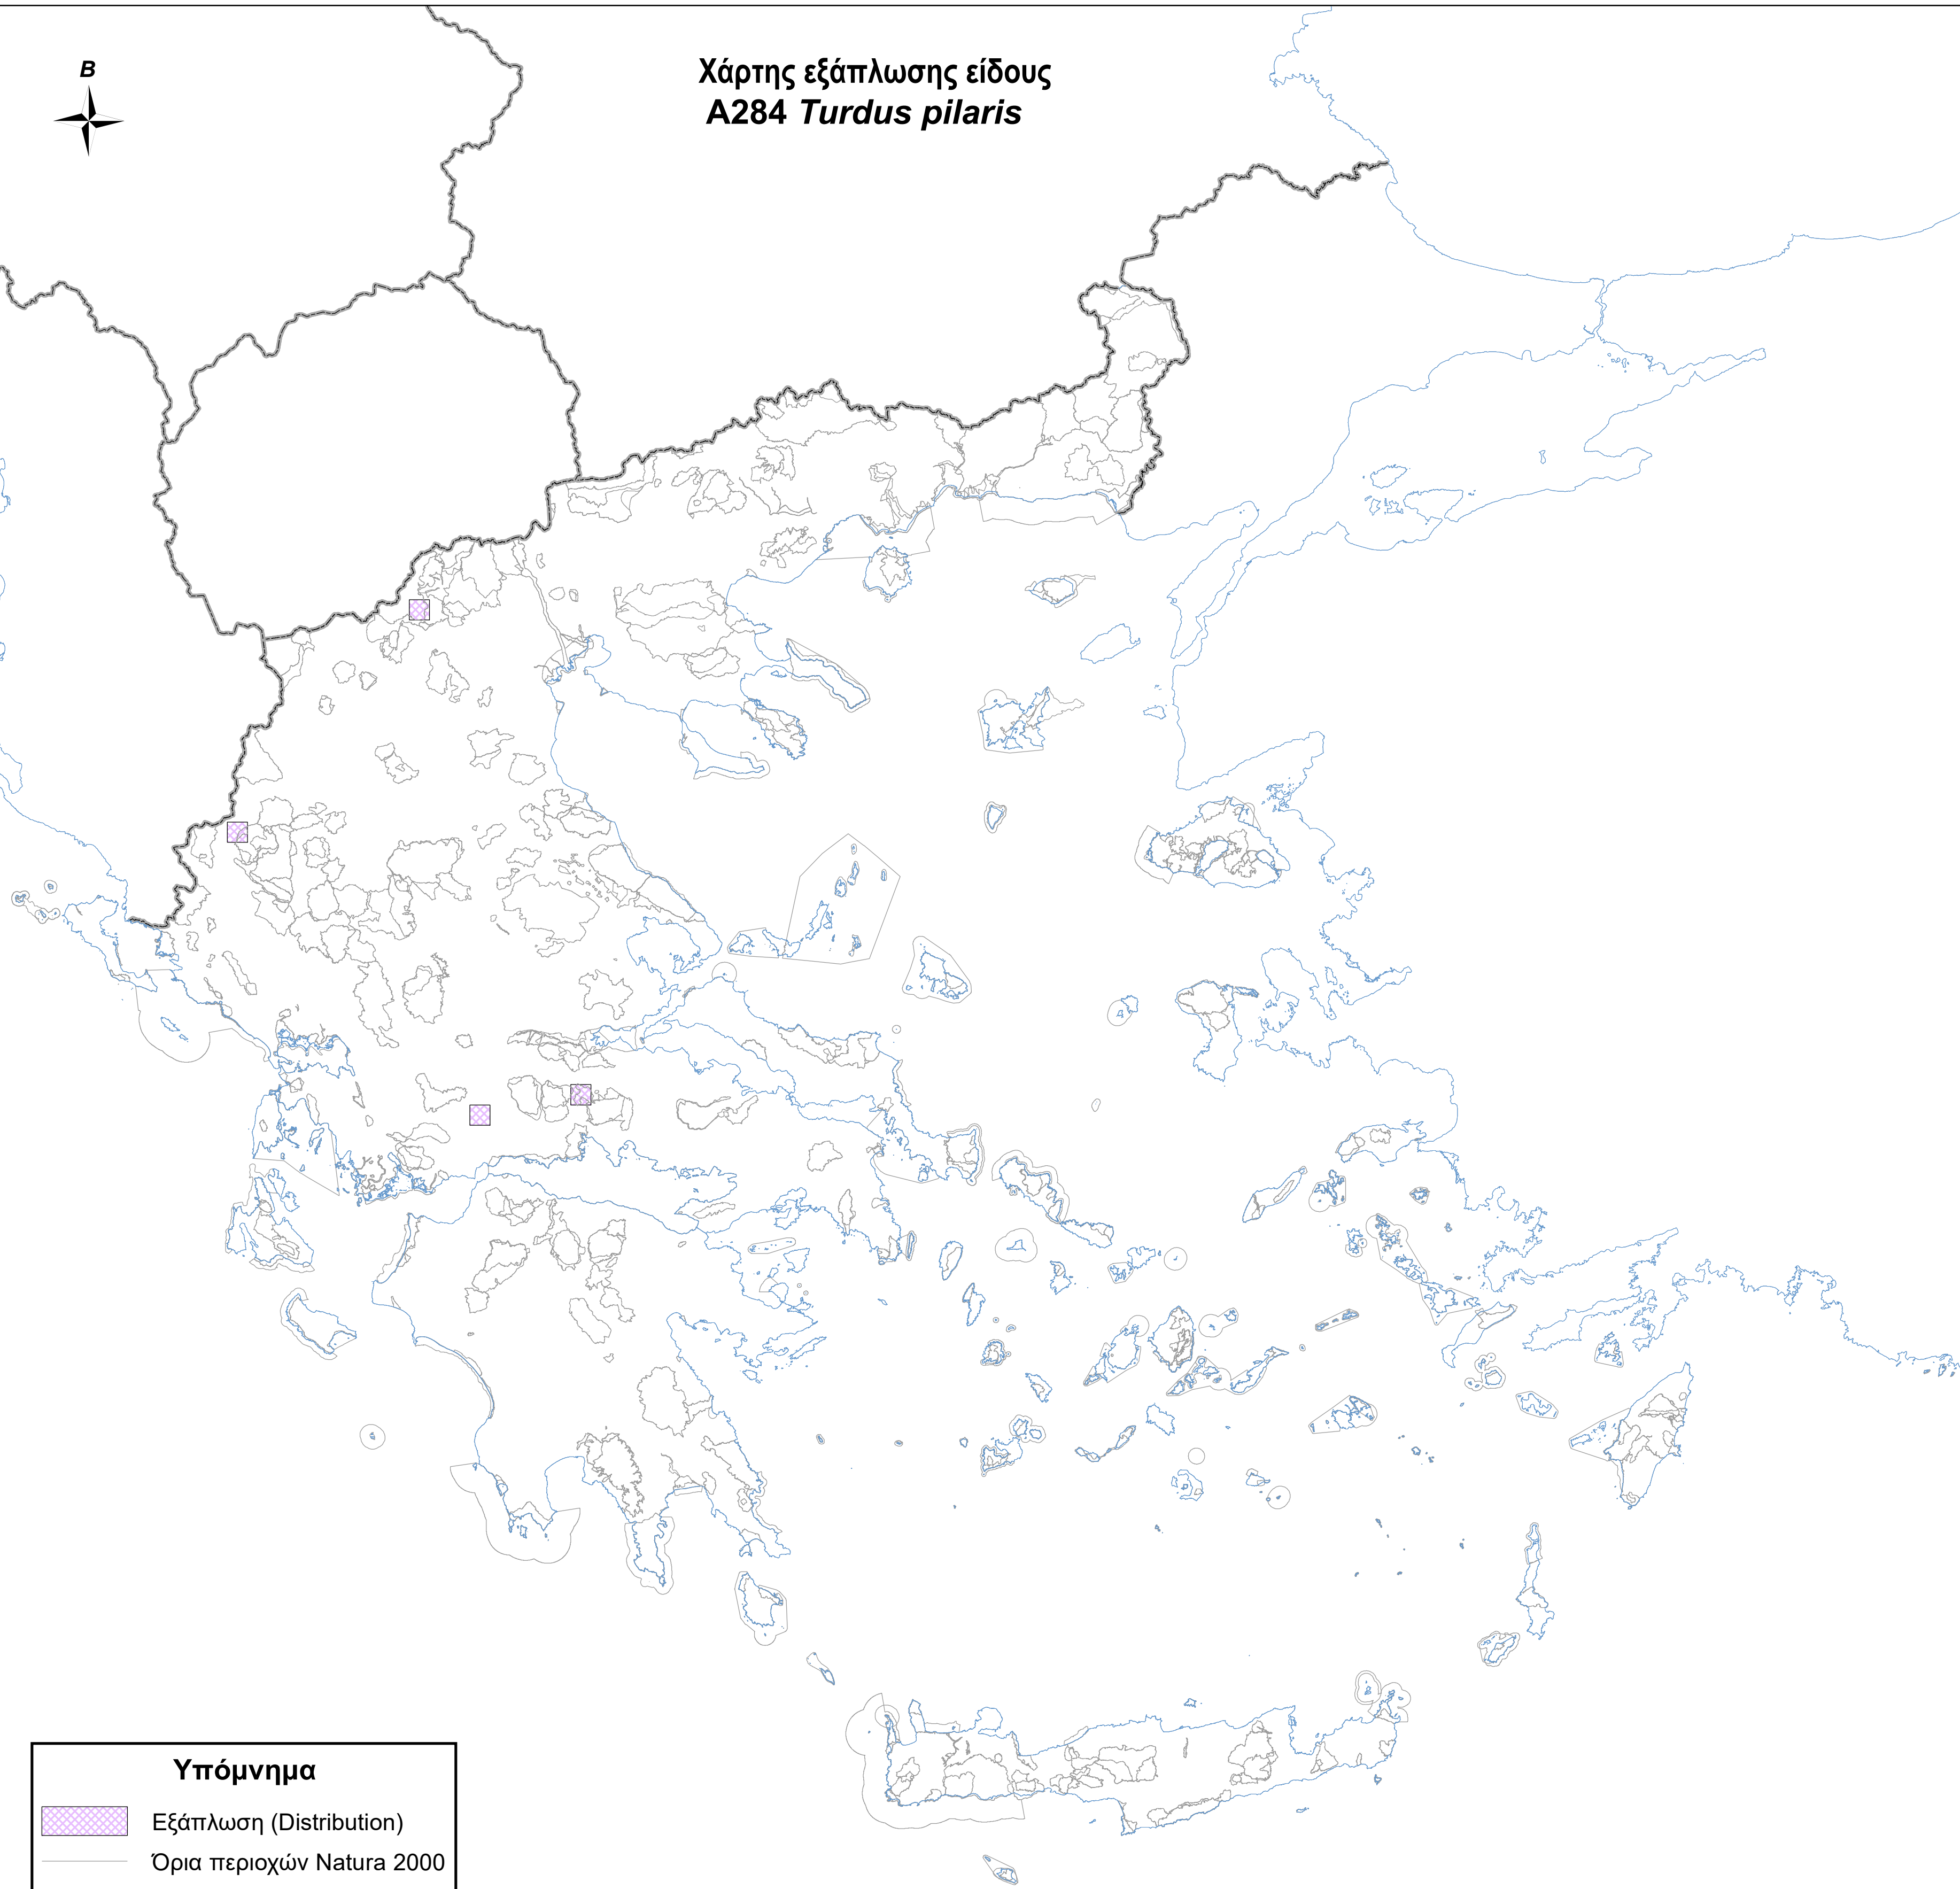 B
Χάρτης εξάπλωσης είδους
A284 Turdus pilaris
Υπόμνημα
Εξάπλωση (Distribution)
Όρια περιοχών Natura 2000